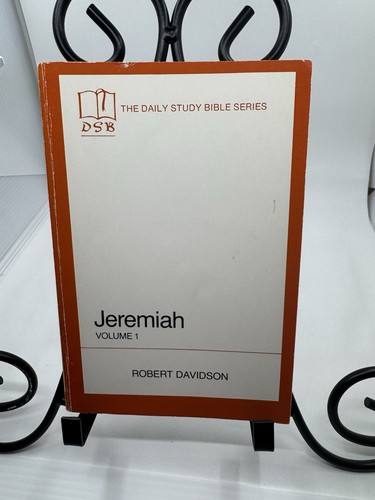 THE DAILY STUDY BIBLE SERIES
DSB
Jeremiah
VOLUME 1
ROBERT DAVIDSON